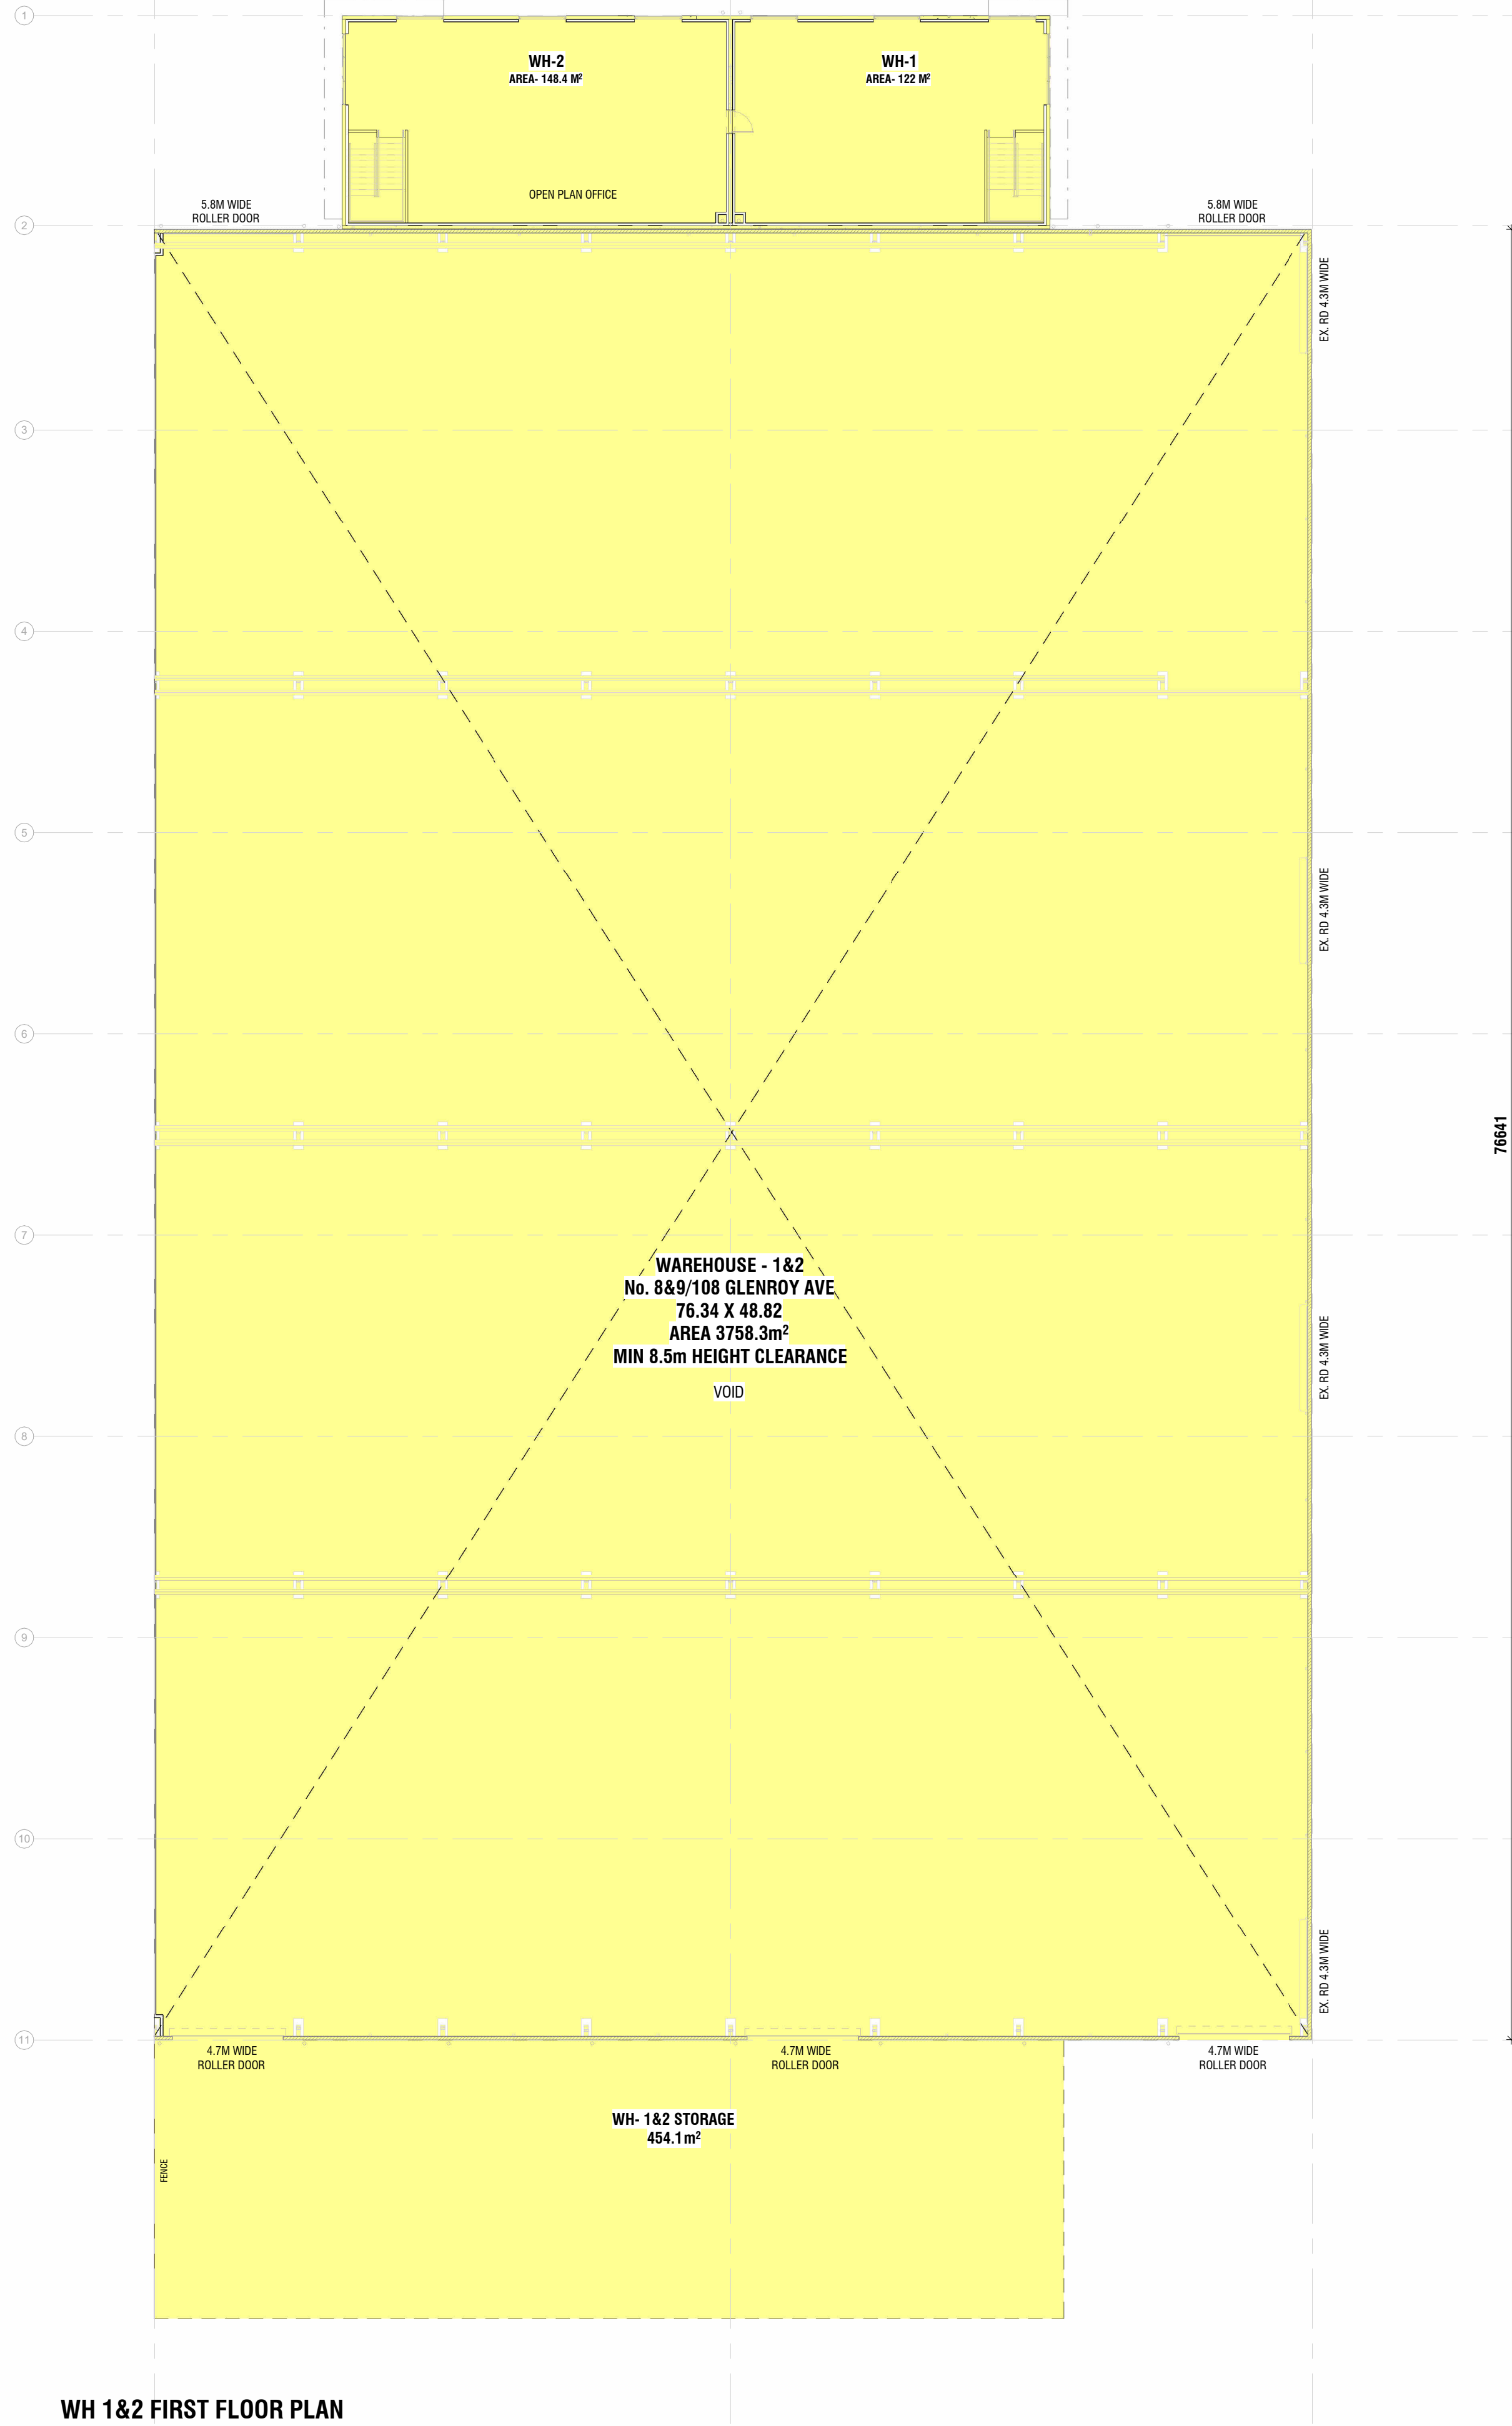 1
WH-2
AREA- 148.4 M²
WH-1
AREA- 122 M²
OPEN PLAN OFFICE
5.8M WIDE
ROLLER DOOR
5.8M WIDE
ROLLER DOOR
2
EX. RD 4.3M WIDE
3
4
5
EX. RD 4.3M WIDE
6
76641
7
WAREHOUSE - 1&2
No. 8&9/108 GLENROY AVE
76.34 X 48.82
AREA 3758.3m²
MIN 8.5m HEIGHT CLEARANCE
VOID
EX. RD 4.3M WIDE
8
9
10
EX. RD 4.3M WIDE
11
4.7M WIDE
ROLLER DOOR
4.7M WIDE
ROLLER DOOR
4.7M WIDE
ROLLER DOOR
WH- 1&2 STORAGE
454.1m²
FENCE
WH 1&2 FIRST FLOOR PLAN